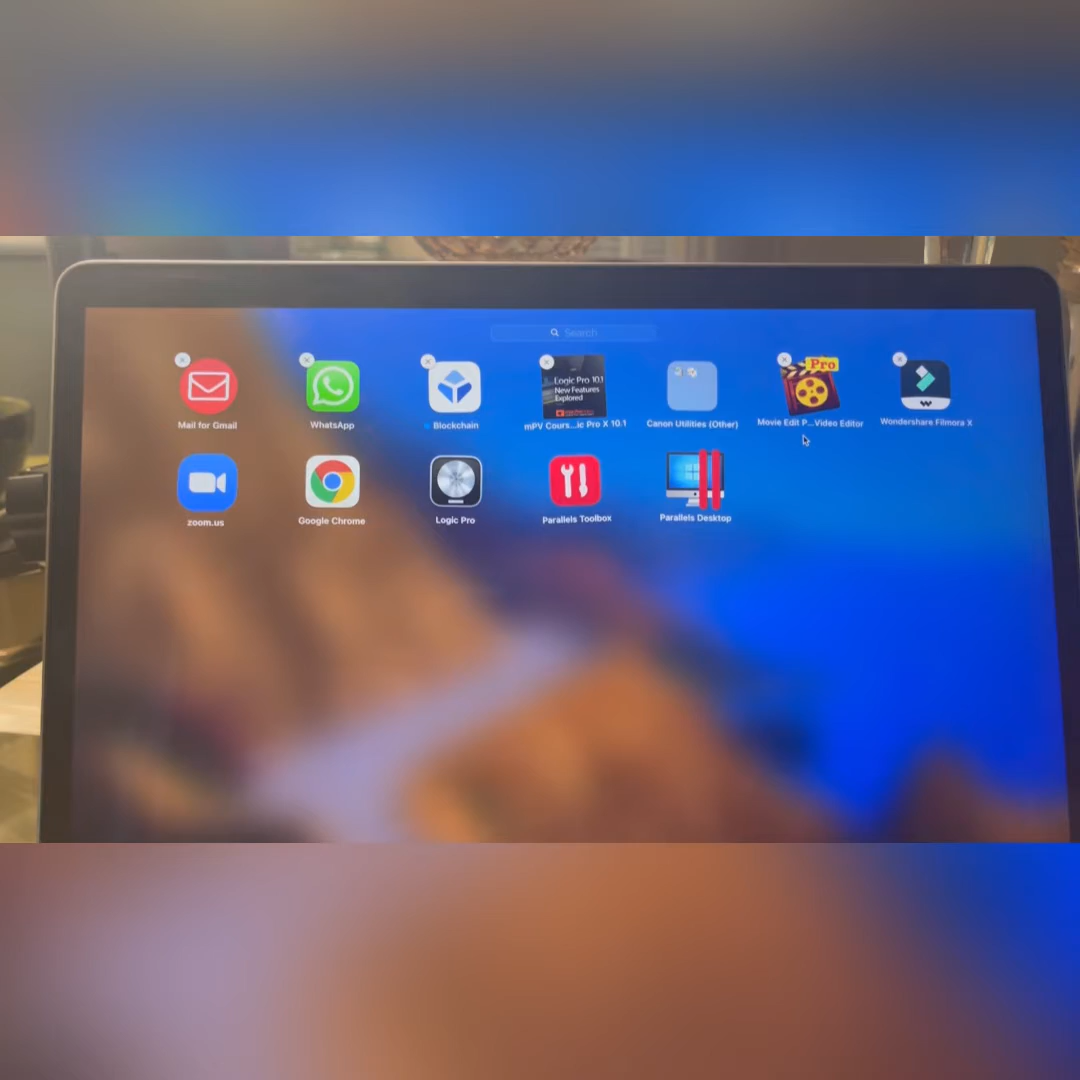 Search
Mail for Gmail
WhatsApp
Blockchain
Logic Pro 10.1
New Features
Explored
mPV Cours...ic Pro X 10.1
Canon Utilities (Other)
Pro
Movie Edit P...Video Editor
Wondershare Filmora X
zoom.us
Google Chrome
Logic Pro
Parallels Toolbox
Parallels Desktop